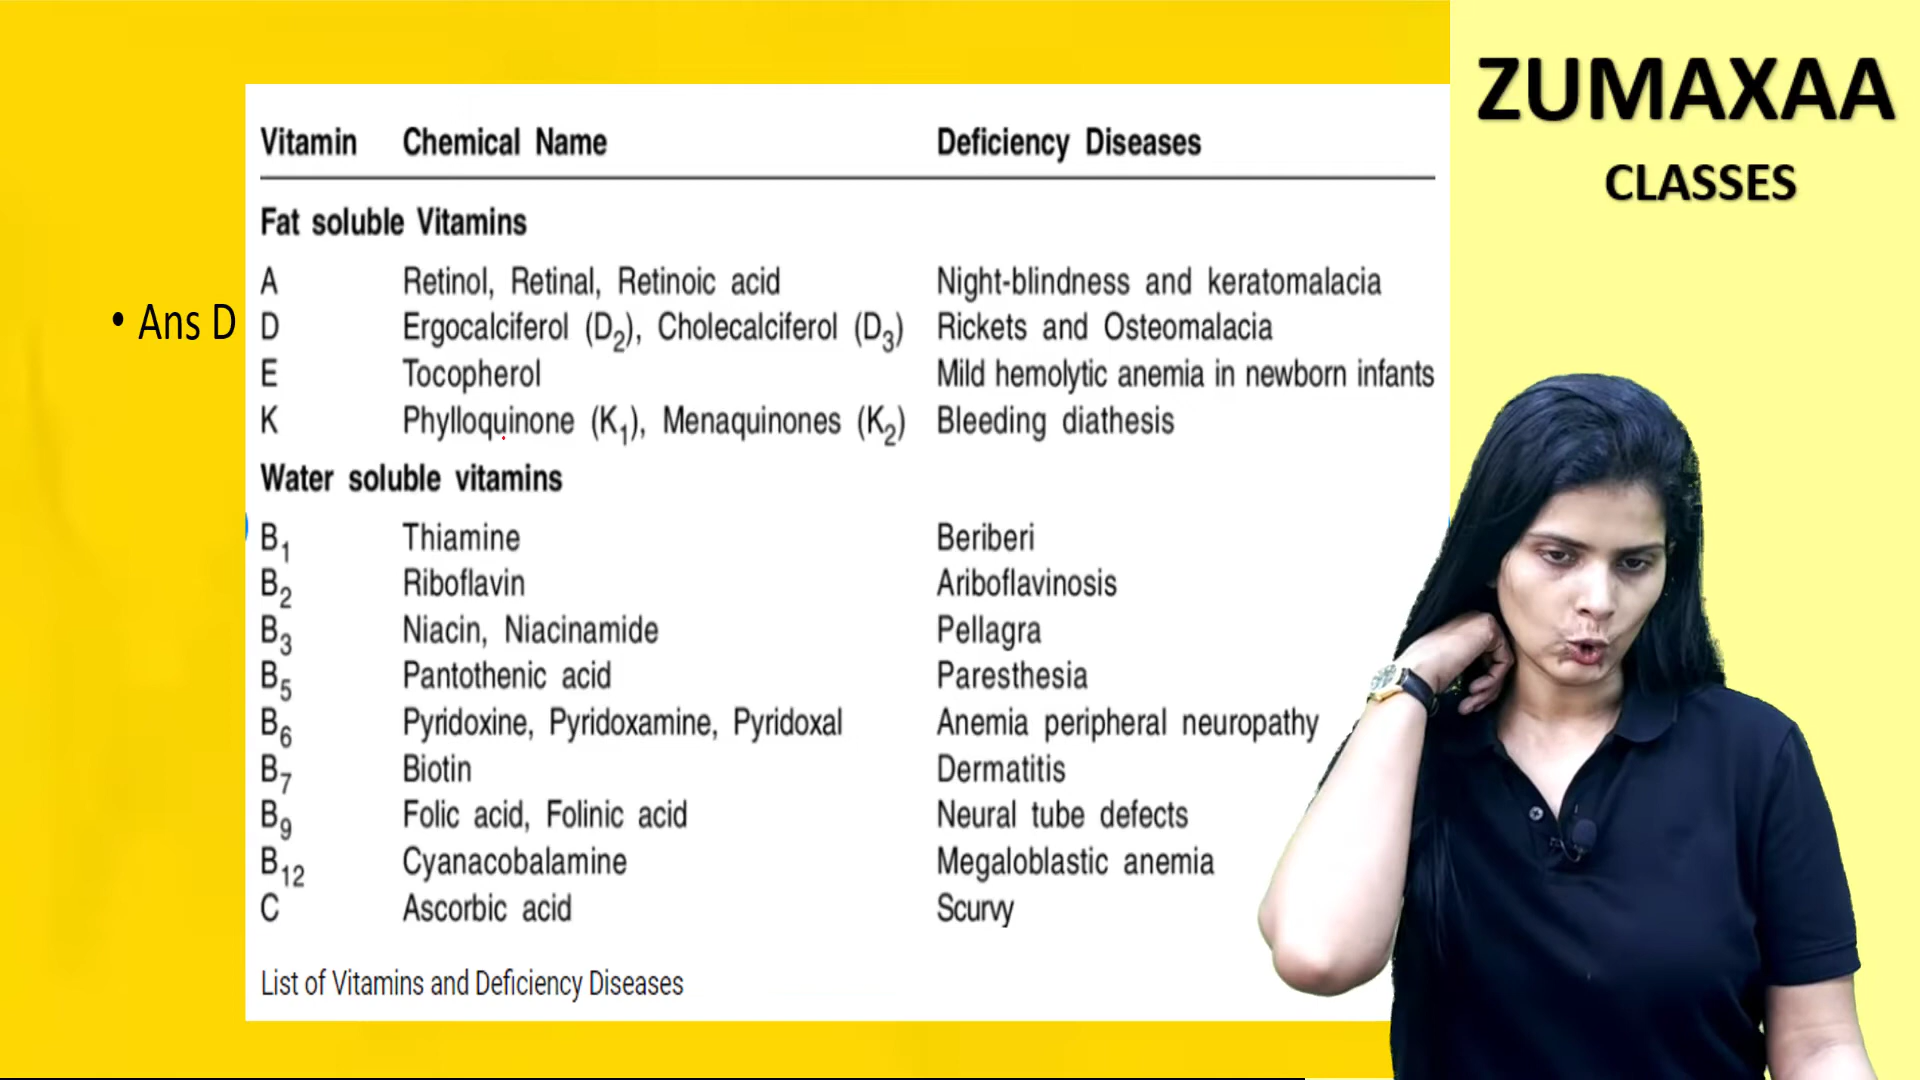 ZUMAXAA
CLASSES
• Ans D
Vitamin Chemical Name Deficiency Diseases
Fat soluble Vitamins
A Retinol, Retinal, Retinoic acid Night-blindness and keratomalacia
D Ergocalciferol (D2), Cholecalciferol (D3) Rickets and Osteomalacia
E Tocopherol Mild hemolytic anemia in newborn infants
K Phylloquinone (K1), Menaquinones (K2) Bleeding diathesis
Water soluble vitamins
B1 Thiamine Beriberi
B2 Riboflavin Ariboflavinosis
B3 Niacin, Niacinamide Pellagra
B5 Pantothenic acid Paresthesia
B6 Pyridoxine, Pyridoxamine, Pyridoxal Anemia peripheral neuropathy
B7 Biotin Dermatitis
B9 Folic acid, Folinic acid Neural tube defects
B12 Cyanacobalamine Megaloblastic anemia
C Ascorbic acid Scurvy
List of Vitamins and Deficiency Diseases